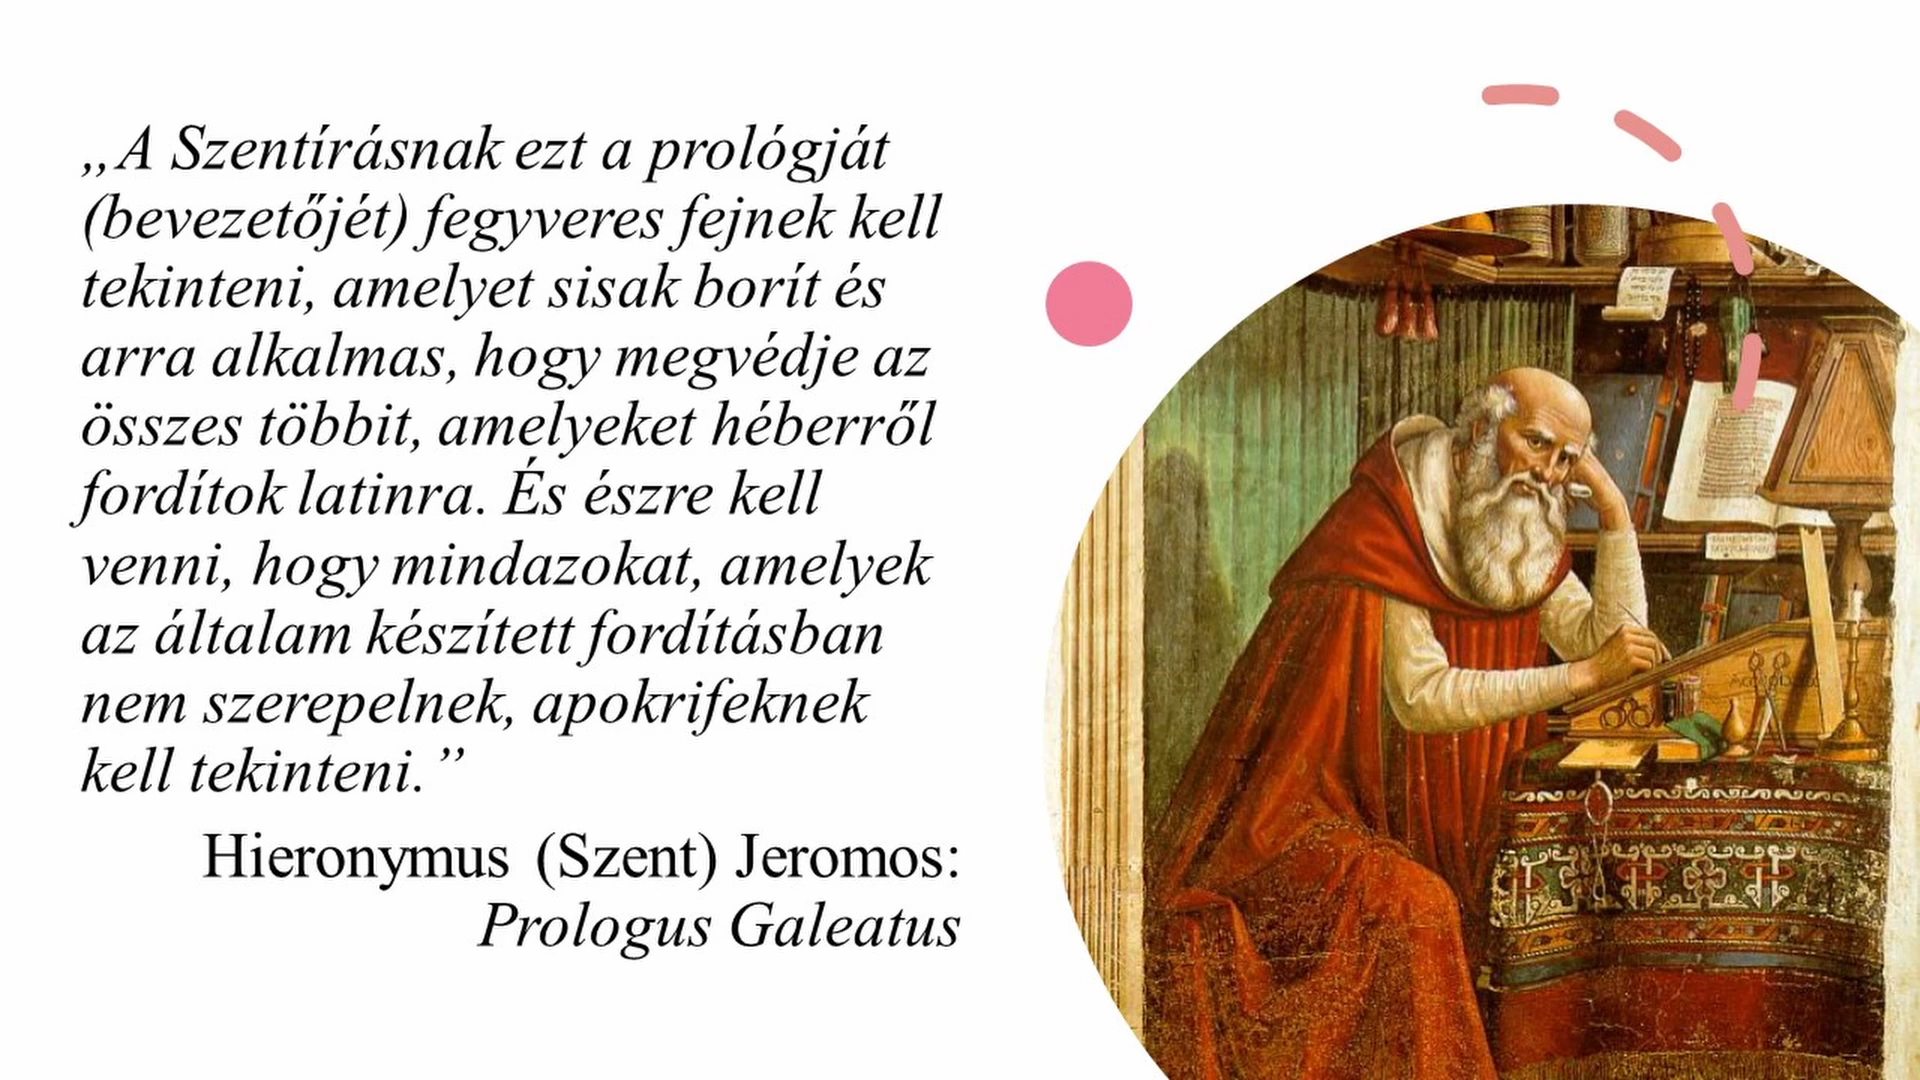 „A Szentírásnak ezt a prológját
(bevezetőjét) fegyveres fejnek kell
tekinteni, amelyet sisak borít és
arra alkalmas, hogy megvédje az
összes többit, amelyeket héberről
fordítok latinra. És észre kell
venni, hogy mindazokat, amelyek
az általam készített fordításban
nem szerepelnek, apokrifeknek
kell tekinteni.”
Hieronymus (Szent) Jeromos:
Prologus Galeatus